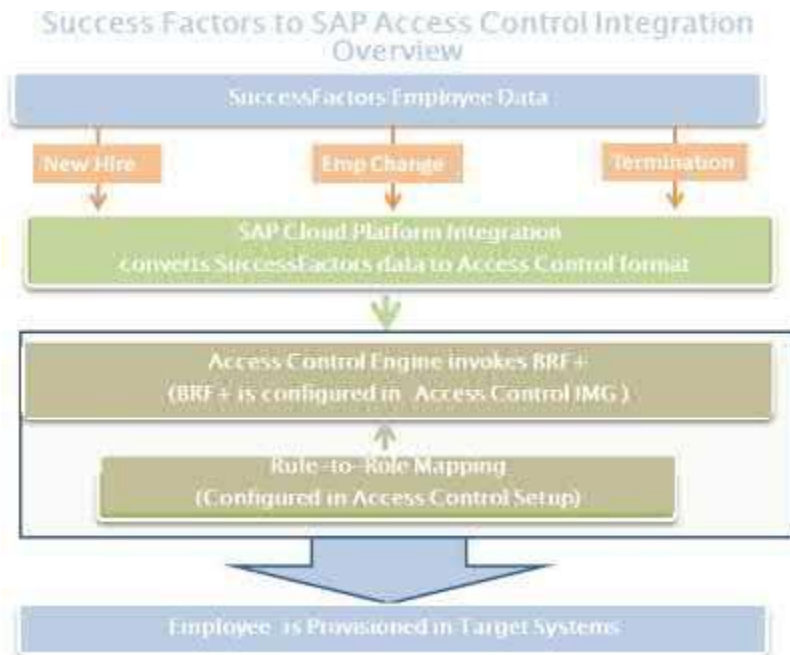 Success Factors to SAP Access Control Integration
Overview
SuccessFactors Employee Data
New Hire
Emp Change
Termination
SAP Cloud Platform Integration
converts SuccessFactors data to Access Control format
Access Control Engine invokes BRF+
(BRF+ is configured in Access Control IMG )
Rule-to-Role Mapping
(Configured in Access Control Setup)
Employee is Provisioned in Target Systems